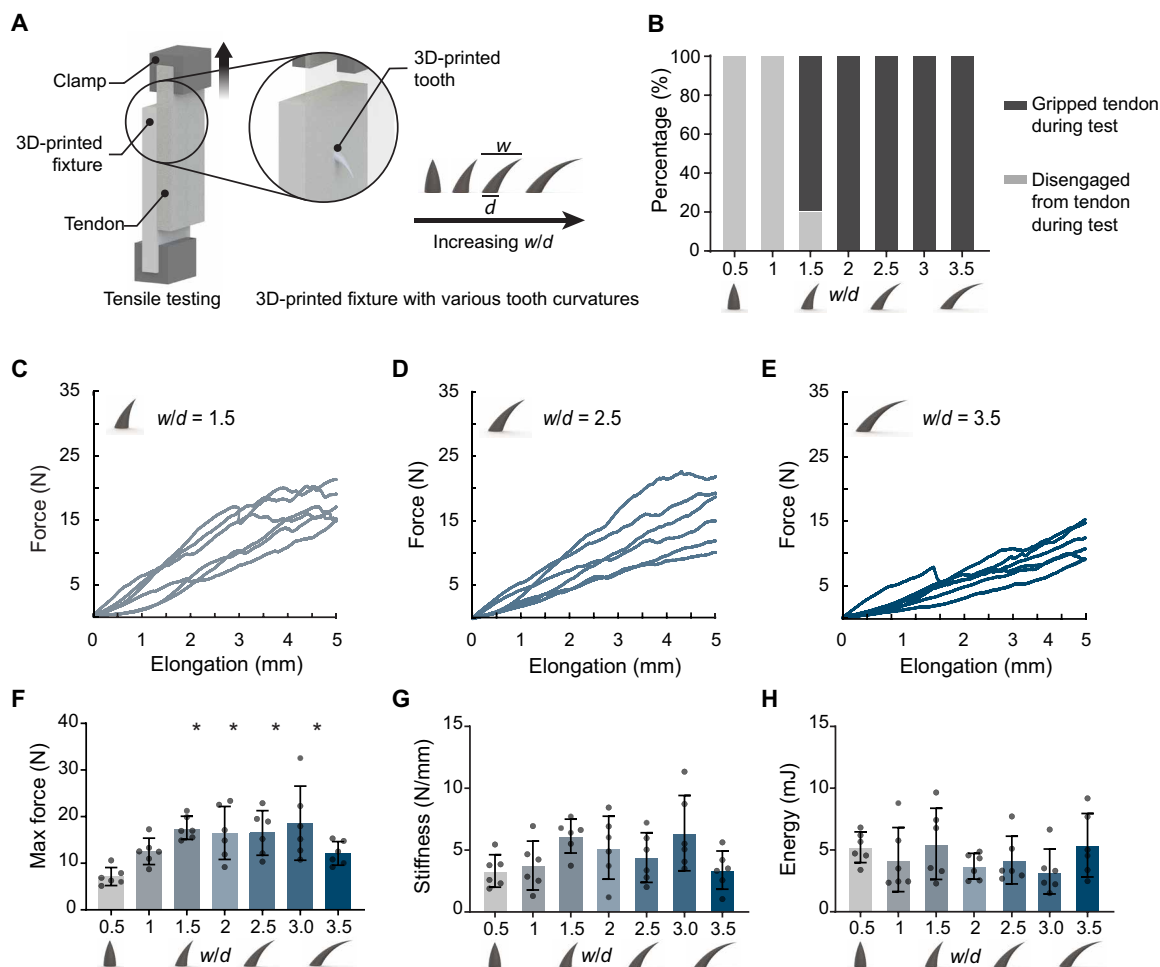 A
Clamp
3D-printed
fixture
Tendon
Tensile testing
3D-printed
tooth
w
d
Increasing w/d
3D-printed fixture with various tooth curvatures
B
Percentage (%)
100
80
60
40
20
0
0.5 1 1.5 2 2.5 3 3.5
w/d
Gripped tendon
during test
Disengaged
from tendon
during test
C
w/d = 1.5
Force (N)
35
25
15
5
0 1 2 3 4 5
Elongation (mm)
D
w/d = 2.5
Force (N)
35
25
15
5
0 1 2 3 4 5
Elongation (mm)
E
w/d = 3.5
Force (N)
35
25
15
5
0 1 2 3 4 5
Elongation (mm)
F
Max force (N)
40
30
20
10
0
* * * *
0.5 1 1.5 2 2.5 3.0 3.5
w/d
G
Stiffness (N/mm)
15
10
5
0
0.5 1 1.5 2 2.5 3.0 3.5
w/d
H
Energy (mJ)
15
10
5
0
0.5 1 1.5 2 2.5 3.0 3.5
w/d